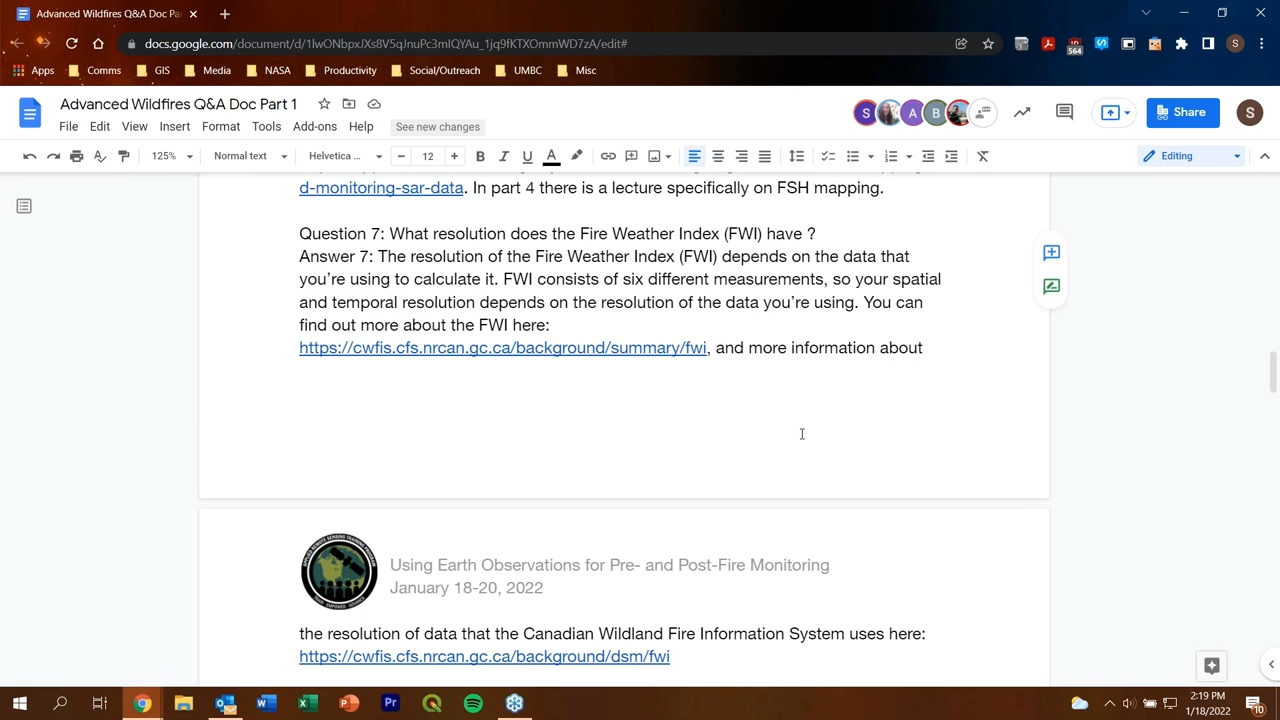 Advanced Wildfires Q&A Doc Pa
docs.google.com/document/d/1lwONbpxJXs8V5qJnuPc3mIQYAu_1jq9fKTXOmmWD7zA/edit#
564
S
Apps Comms GIS Media NASA Productivity Social/Outreach UMBC Misc
Advanced Wildfires Q&A Doc Part 1
S A B Share S
File Edit View Insert Format Tools Add-ons Help See new changes
125% Normal text Helvetica ... 12 B I U A Editing
d-monitoring-sar-data. In part 4 there is a lecture specifically on FSH mapping.
Question 7: What resolution does the Fire Weather Index (FWI) have ?
Answer 7: The resolution of the Fire Weather Index (FWI) depends on the data that
you’re using to calculate it. FWI consists of six different measurements, so your spatial
and temporal resolution depends on the resolution of the data you’re using. You can
find out more about the FWI here:
https://cwfis.cfs.nrcan.gc.ca/background/summary/fwi, and more information about
Using Earth Observations for Pre- and Post-Fire Monitoring
January 18-20, 2022
the resolution of data that the Canadian Wildland Fire Information System uses here:
https://cwfis.cfs.nrcan.gc.ca/background/dsm/fwi
Pr
2:19 PM
1/18/2022
10